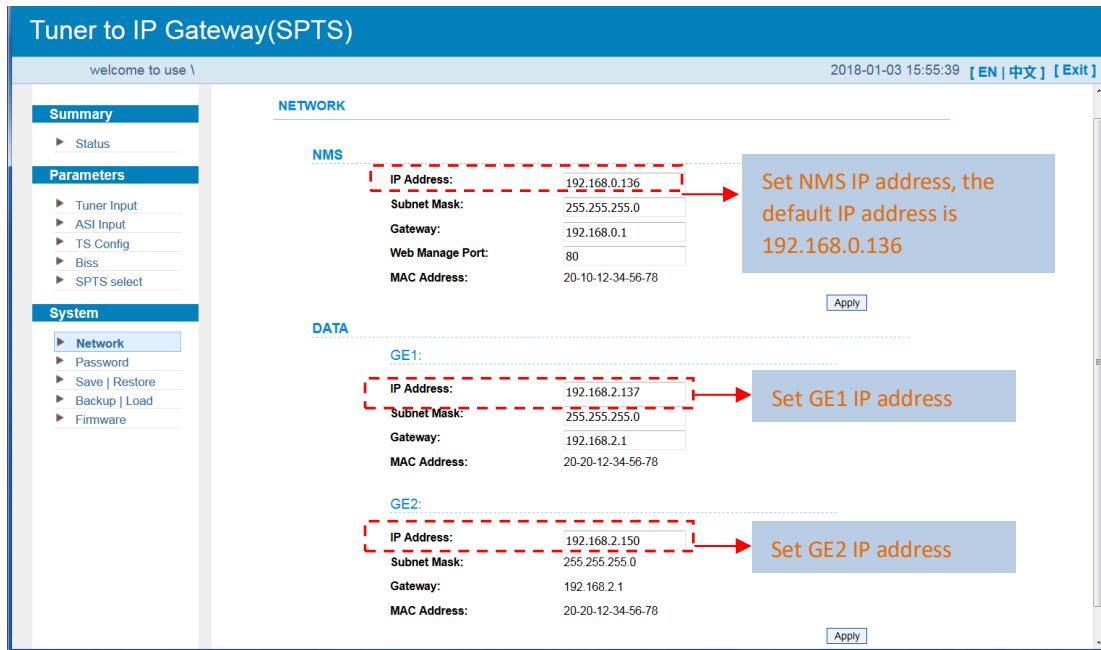 Tuner to IP Gateway(SPTS)
welcome to use \
2018-01-03 15:55:39 [ EN | 中文 ] [ Exit ]
Summary
Status
Parameters
Tuner Input
ASI Input
TS Config
Biss
SPTS select
System
Network
Password
Save | Restore
Backup | Load
Firmware
NETWORK
NMS
IP Address: 192.168.0.136
Subnet Mask: 255.255.255.0
Gateway: 192.168.0.1
Web Manage Port: 80
MAC Address: 20-10-12-34-56-78
Apply
Set NMS IP address, the
default IP address is
192.168.0.136
DATA
GE1:
IP Address: 192.168.2.137
Subnet Mask: 255.255.255.0
Gateway: 192.168.2.1
MAC Address: 20-20-12-34-56-78
Set GE1 IP address
GE2:
IP Address: 192.168.2.150
Subnet Mask: 255.255.255.0
Gateway: 192.168.2.1
MAC Address: 20-20-12-34-56-78
Set GE2 IP address
Apply